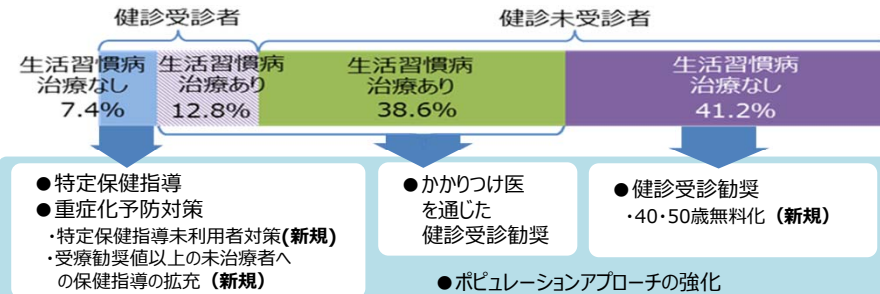 健診受診者
健診未受診者
生活習慣病
治療なし
7.4%
生活習慣病
治療あり
12.8%
生活習慣病
治療あり
38.6%
生活習慣病
治療なし
41.2%
●特定保健指導
●重症化予防対策
・特定保健指導未利用者対策(新規)
・受療勧奨値以上の未治療者へ
の保健指導の拡充(新規)
●かかりつけ医
を通じた
健診受診勧奨
●健診受診勧奨
・40・50歳無料化(新規)
●ポピュレーションアプローチの強化